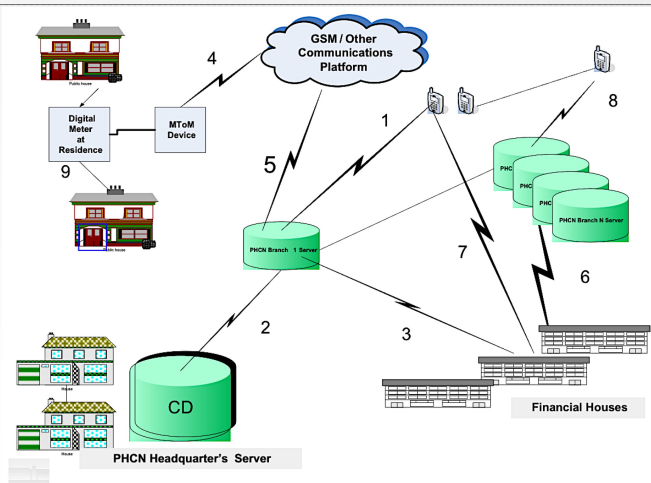 GSM / Other
Communications
Platform
4
Public house
Digital
Meter
at
Residence
MToM
Device
1
8
5
9
PHC
PHC
PHC
PHCN Branch N Server
Public house
PHCN Branch 1 Server
7
6
2
3
House
CD
House
Financial Houses
PHCN Headquarter's Server